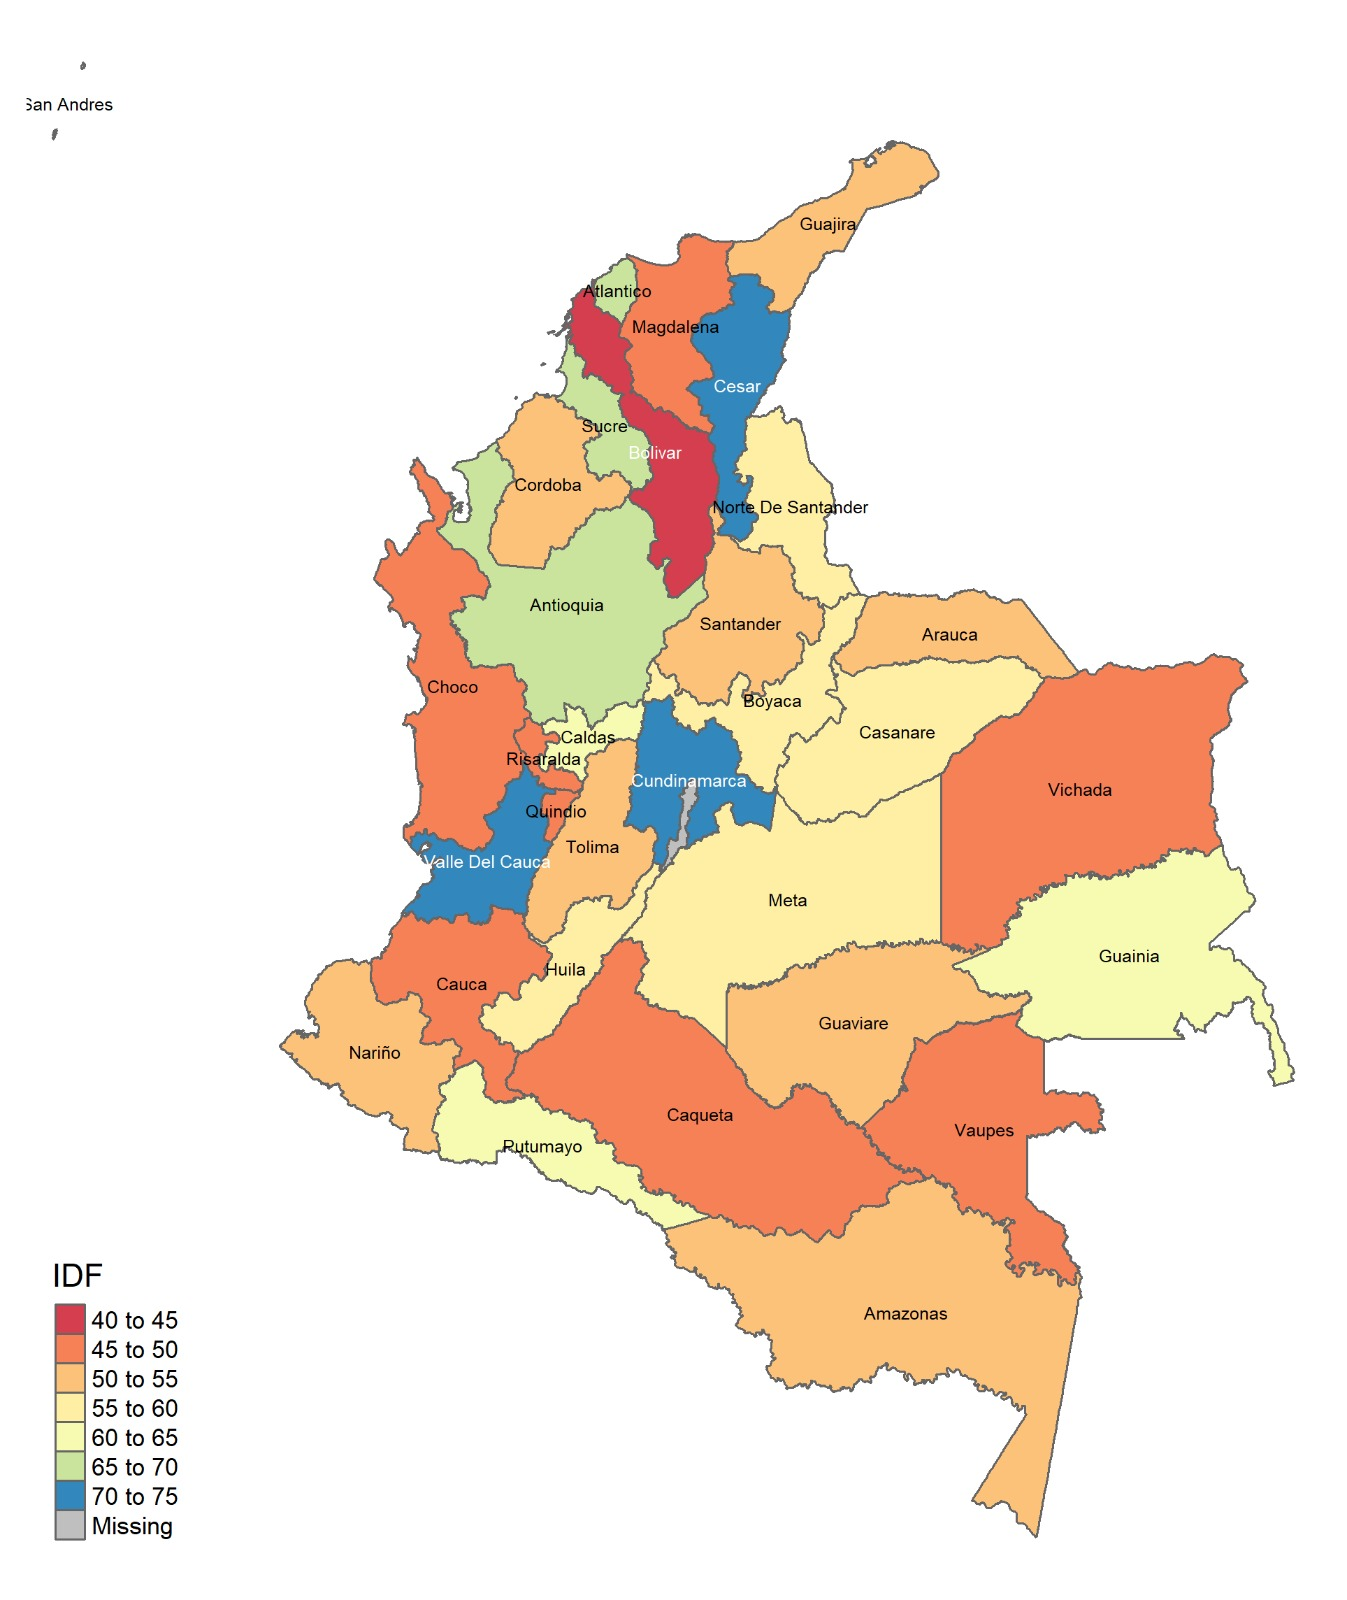 San Andres
Guajira
Atlantico
Magdalena
Cesar
Sucre
Bolivar
Cordoba
Norte De Santander
Antioquia
Santander
Arauca
Choco
Boyaca
Casanare
Caldas
Risaralda
Cundinamarca
Vichada
Quindio
Tolima
Valle Del Cauca
Meta
Guainia
Huila
Cauca
Guaviare
Nariño
Caqueta
Vaupes
Putumayo
Amazonas
IDF
40 to 45
45 to 50
50 to 55
55 to 60
60 to 65
65 to 70
70 to 75
Missing